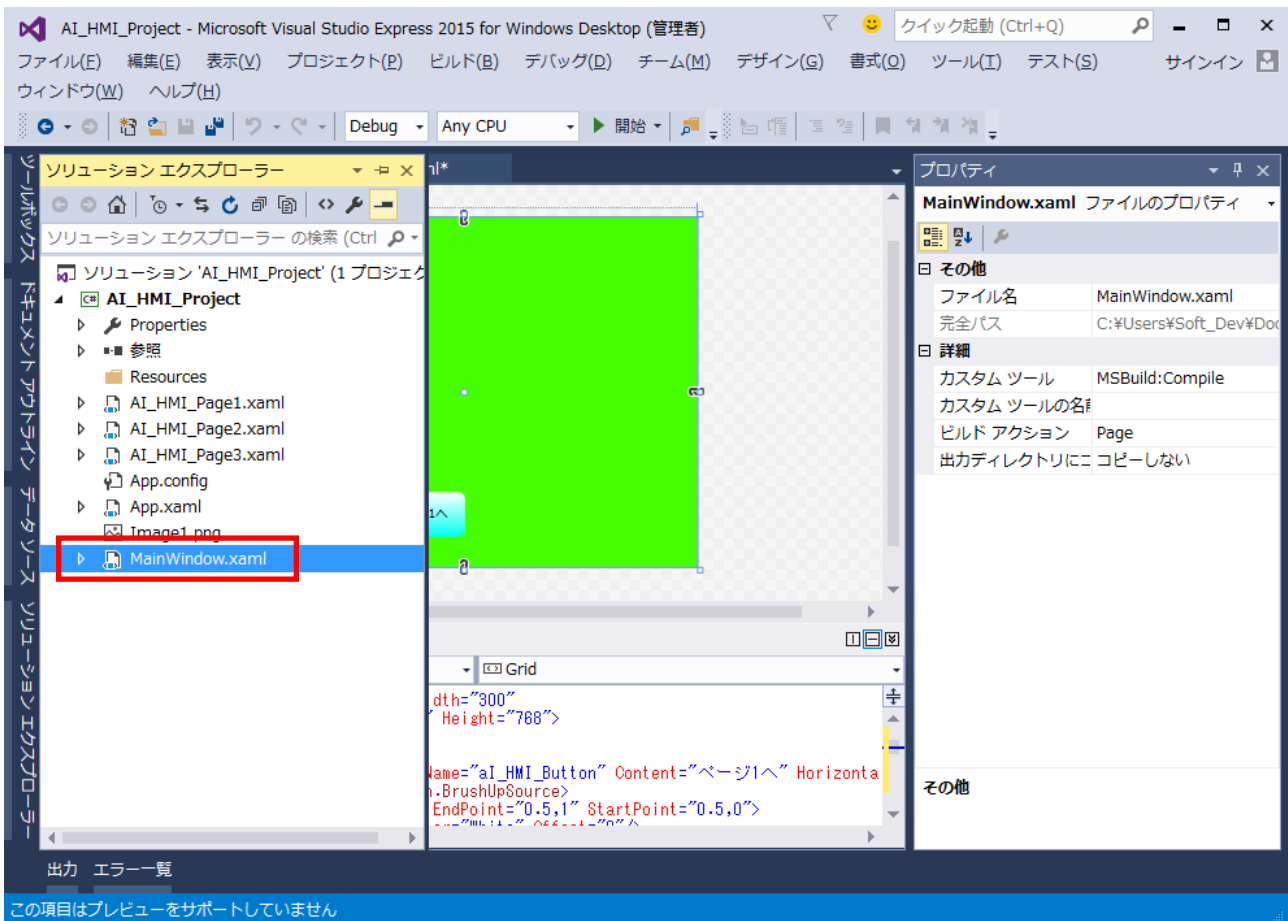 AI_HMI_Project - Microsoft Visual Studio Express 2015 for Windows Desktop (管理者)
クイック起動 (Ctrl+Q)
ファイル(F) 編集(E) 表示(V) プロジェクト(P) ビルド(B) デバッグ(D) チーム(M) デザイン(G) 書式(O) ツール(T) テスト(S) サインイン
ウィンドウ(W) ヘルプ(H)
Debug Any CPU 開始
ツールボックス
ドキュメント アウトライン
データ ソース
ソリューション エクスプローラー
ソリューション エクスプローラー
ソリューション エクスプローラー の検索 (Ctrl
ソリューション 'AI_HMI_Project' (1 プロジェク
C# AI_HMI_Project
Properties
参照
Resources
AI_HMI_Page1.xaml
AI_HMI_Page2.xaml
AI_HMI_Page3.xaml
App.config
App.xaml
Image1.png
MainWindow.xaml
ml*
1へ
Grid
dth="300"
" Height="768">
Name="aI_HMI_Button" Content="ページ1へ" Horizonta
n.BrushUpSource>
EndPoint="0.5,1" StartPoint="0.5,0">
プロパティ
MainWindow.xaml ファイルのプロパティ
その他
ファイル名 MainWindow.xaml
完全パス C:¥Users¥Soft_Dev¥Doc
詳細
カスタム ツール MSBuild:Compile
カスタム ツールの名前
ビルド アクション Page
出力ディレクトリにコ コピーしない
その他
出力 エラー一覧
この項目はプレビューをサポートしていません